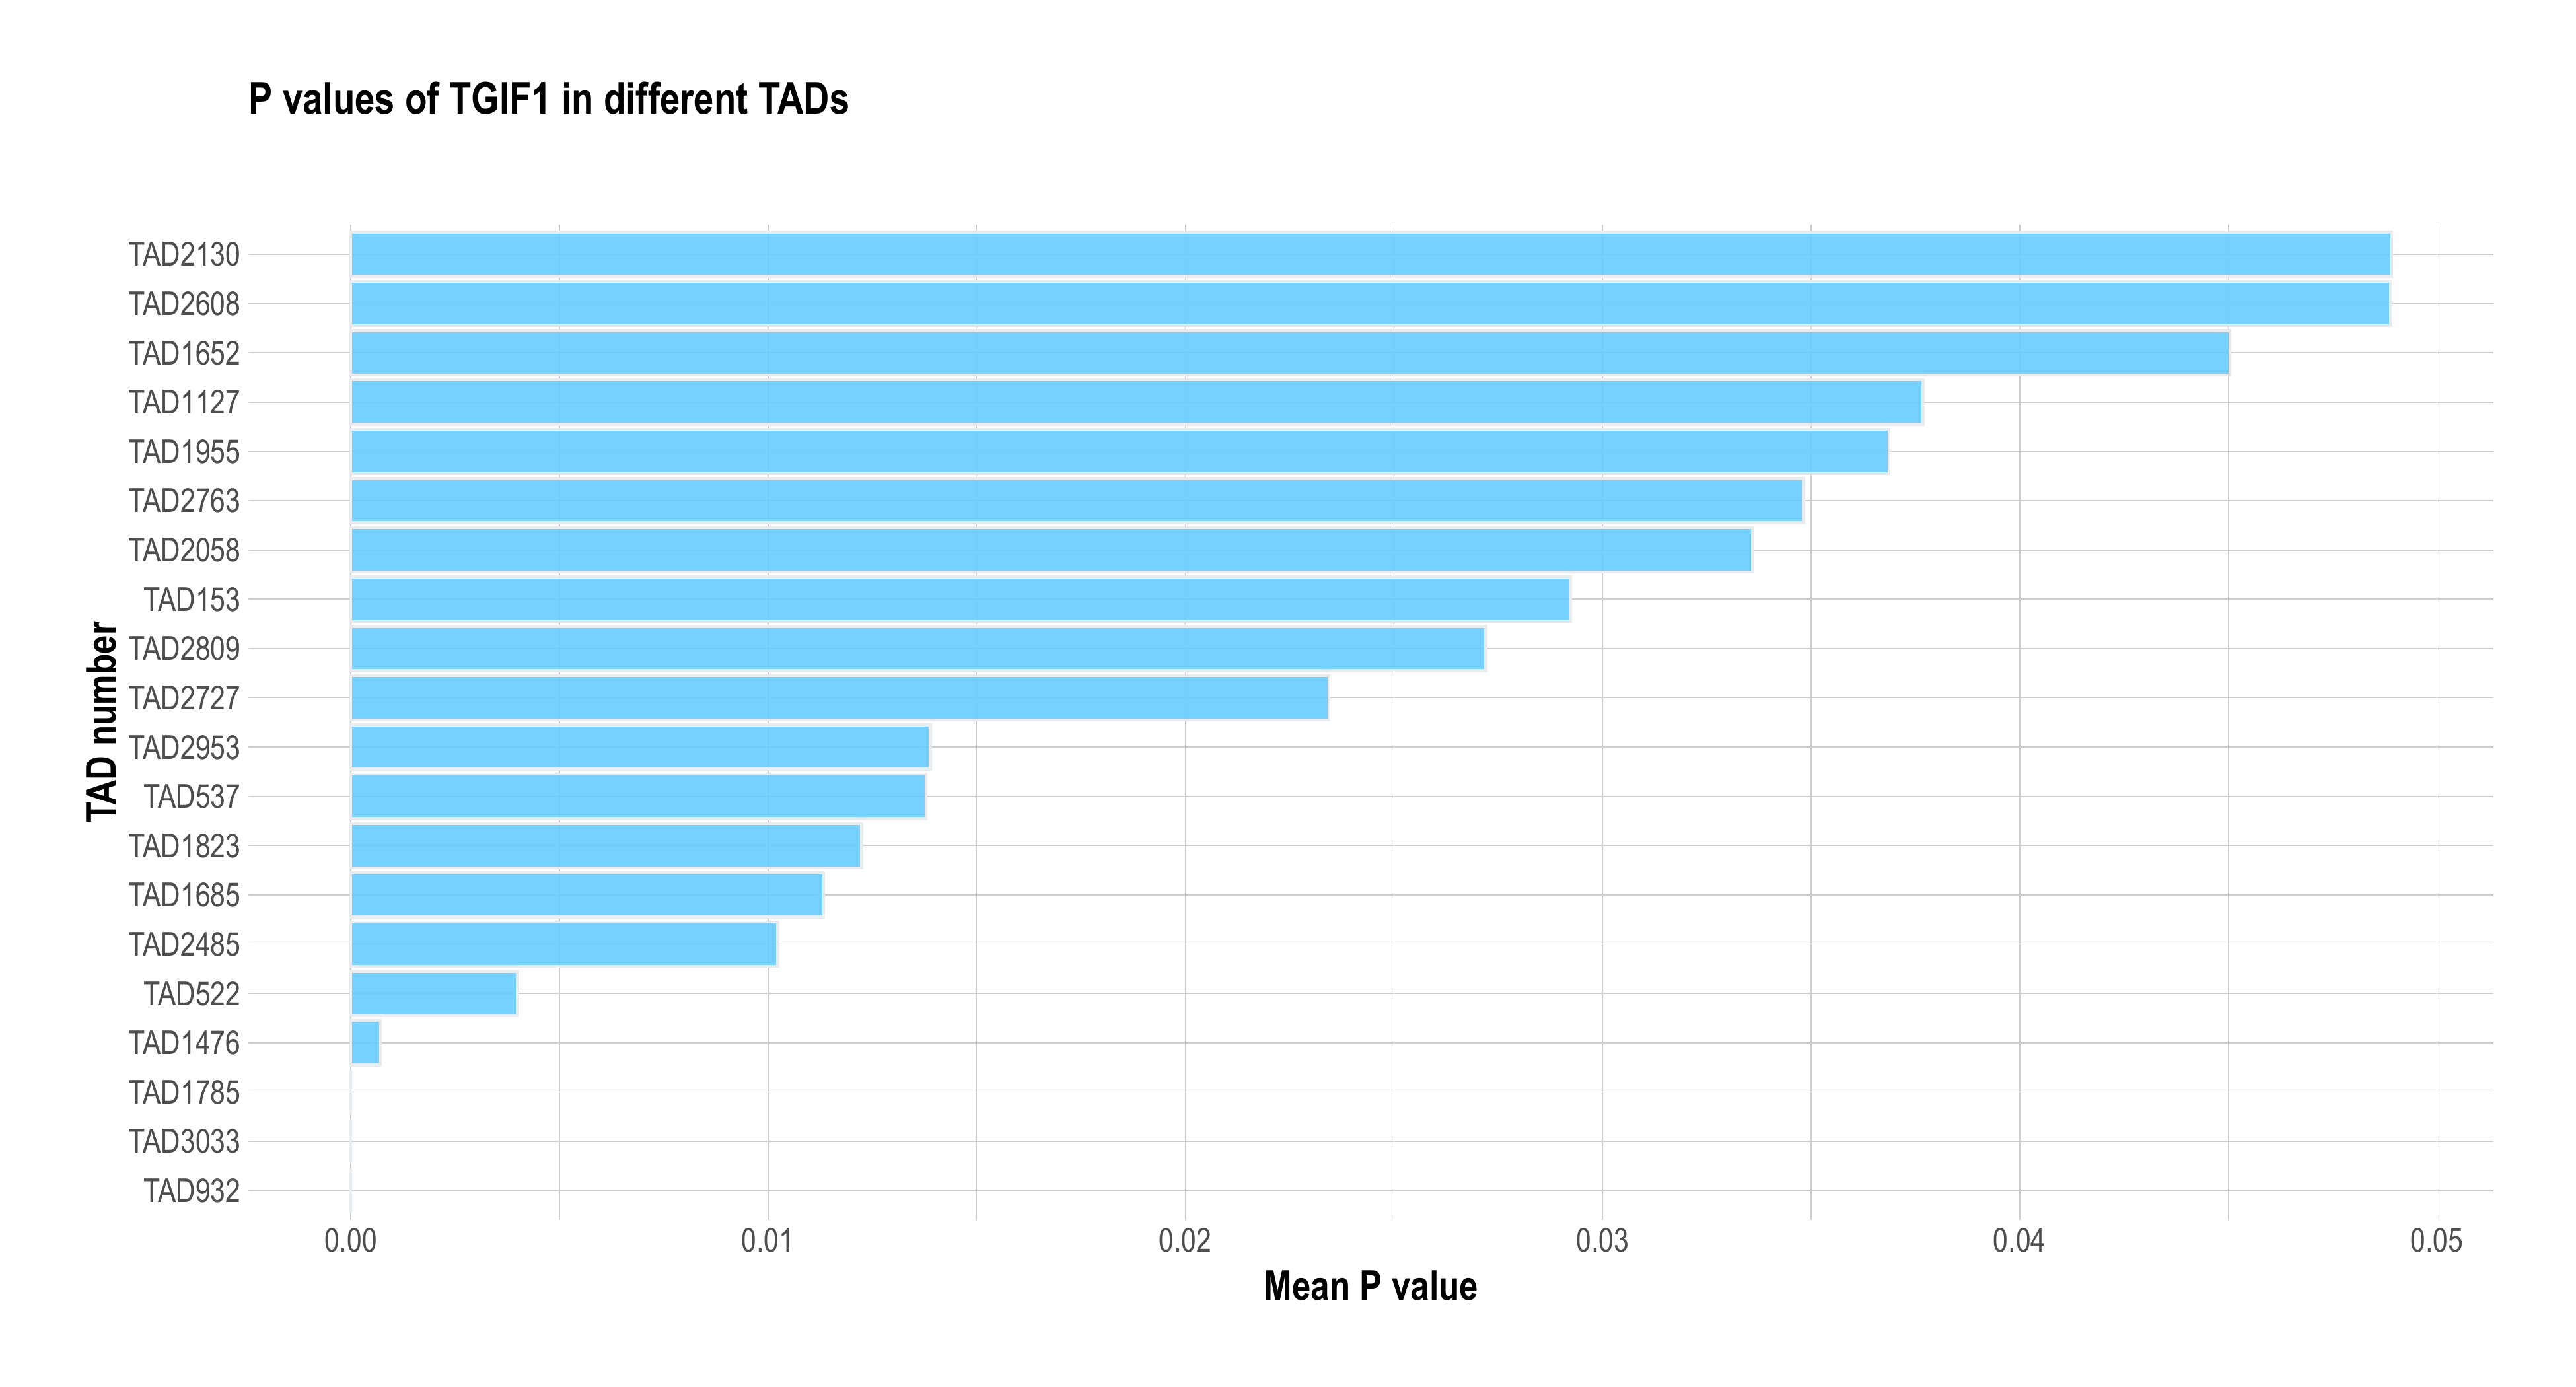 P values of TGIF1 in different TADs
TAD number
TAD2130
TAD2608
TAD1652
TAD1127
TAD1955
TAD2763
TAD2058
TAD153
TAD2809
TAD2727
TAD2953
TAD537
TAD1823
TAD1685
TAD2485
TAD522
TAD1476
TAD1785
TAD3033
TAD932
0.00 0.01 0.02 0.03 0.04 0.05
Mean P value